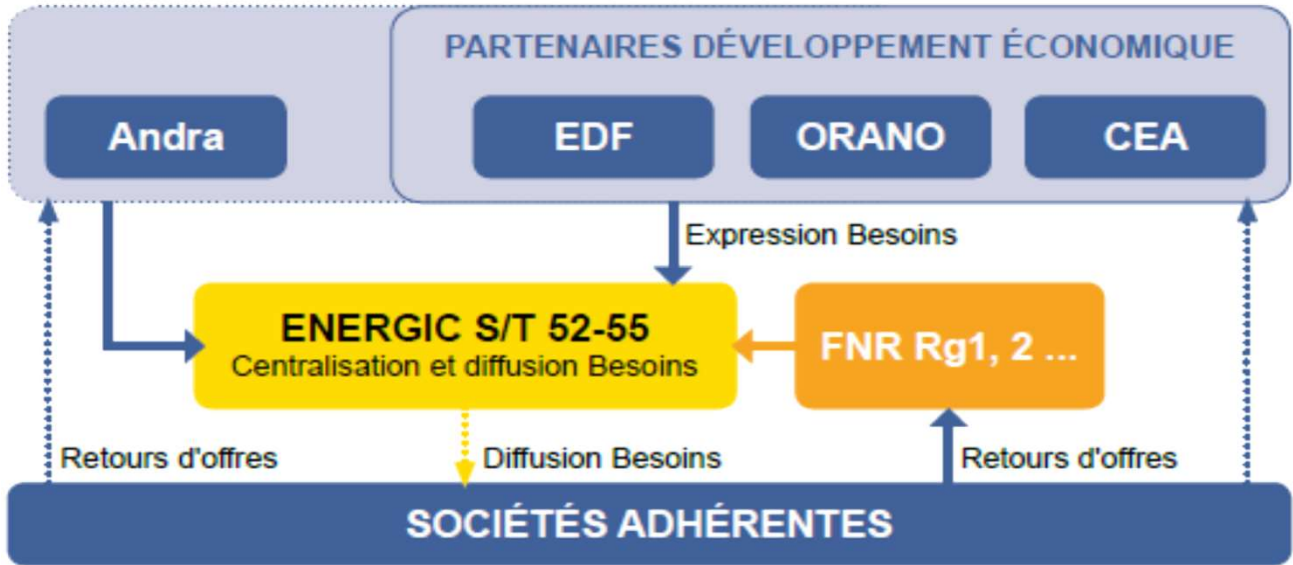 PARTENAIRES DÉVELOPPEMENT ÉCONOMIQUE
Andra
EDF
ORANO
CEA
Expression Besoins
ENERGIC S/T 52-55
Centralisation et diffusion Besoins
FNR Rg1, 2 ...
Retours d'offres
Diffusion Besoins
Retours d'offres
SOCIÉTÉS ADHÉRENTES